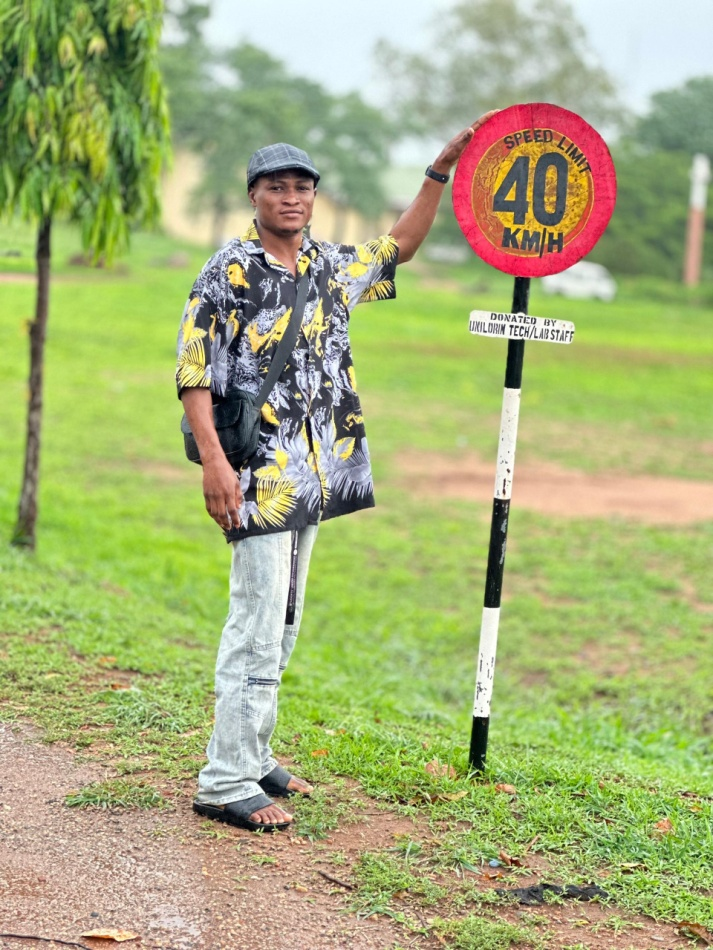 SPEED LIMIT
40
KM/H
DONATED BY
UNILORIN TECH/LAB STAFF